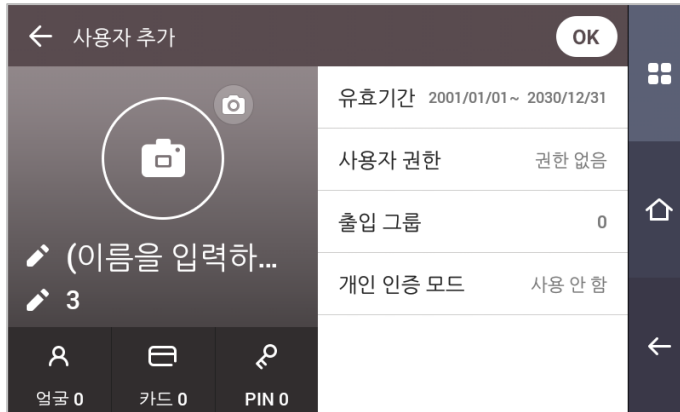 사용자 추가
OK
(이름을 입력하...
3
얼굴 0
카드 0
PIN 0
유효기간 2001/01/01~ 2030/12/31
사용자 권한 권한 없음
출입 그룹 0
개인 인증 모드 사용 안 함